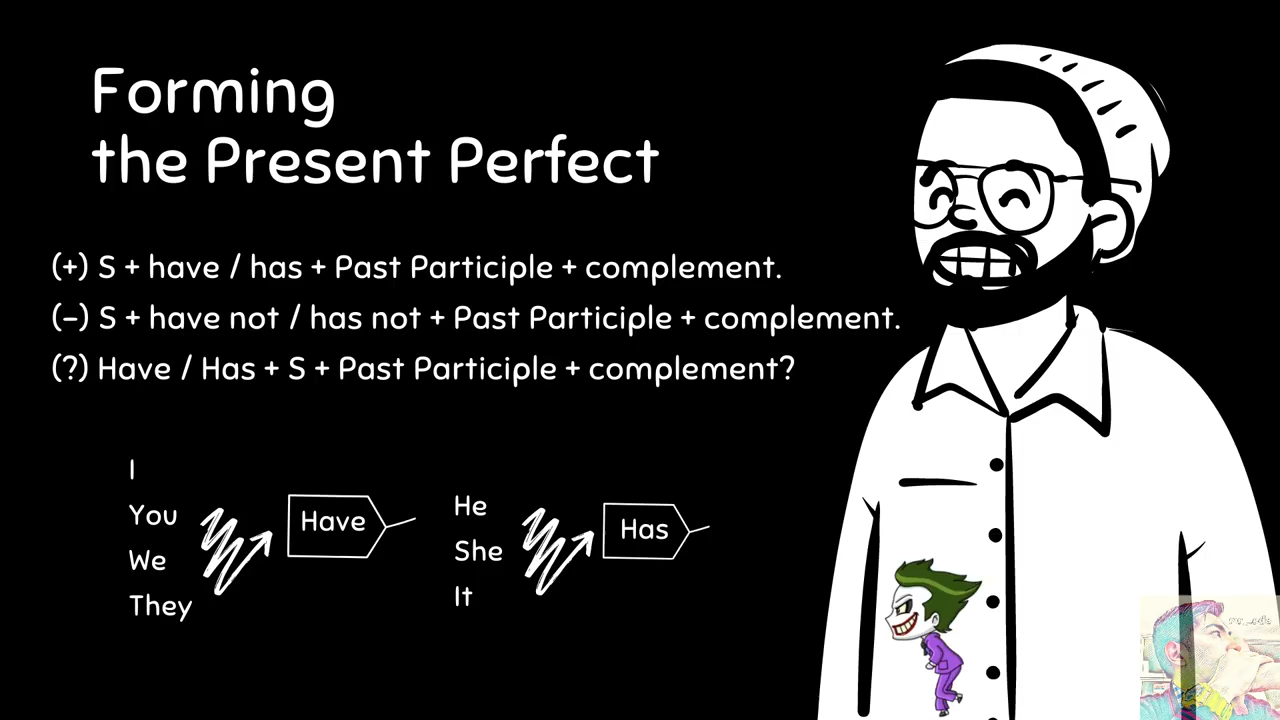 Forming
the Present Perfect
(+) S + have / has + Past Participle + complement.
(-) S + have not / has not + Past Participle + complement.
(?) Have / Has + S + Past Participle + complement?
I
You
We
They
Have
He
She
It
Has